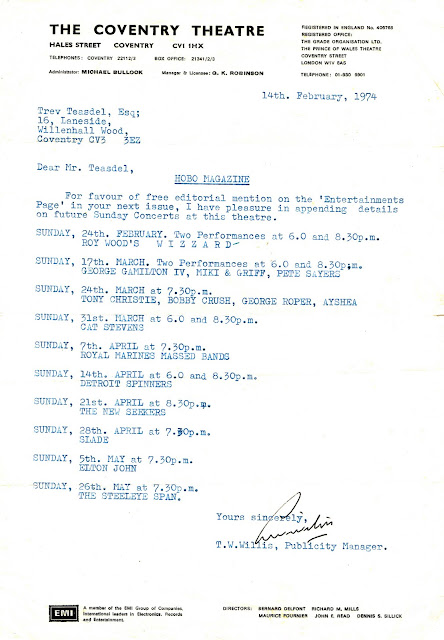 THE COVENTRY THEATRE
HALES STREET COVENTRY CV1 1HX
TELEPHONES: COVENTRY 22112/3 BOX OFFICE: 21341/2/3
Administrator: MICHAEL BULLOCK Manager & Licensee: G. K. ROBINSON
REGISTERED IN ENGLAND No. 405768
REGISTERED OFFICE:
THE GRADE ORGANISATION LTD.
THE PRINCE OF WALES THEATRE
COVENTRY STREET
LONDON W1V 8AS
TELEPHONE: 01-930 9901
14th. February, 1974
Trev Teasdel, Esq;
16, Laneside,
Willenhall Wood,
Coventry CV3 3EZ
Dear Mr. Teasdel,
HOBO MAGAZINE
For favour of free editorial mention on the 'Entertainments
Page' in your next issue, I have pleasure in appending details
on future Sunday Concerts at this theatre.
SUNDAY, 24th. FEBRUARY. Two Performances at 6.0 and 8.30p.m.
ROY WOOD'S W I Z Z A R D
SUNDAY, 17th. MARCH. Two Performances at 6.0 and 8.30p;m.
GEORGE GAMILTON IV, MIKI & GRIFF, PETE SAYERS
SUNDAY, 24th. MARCH at 7.30p.m.
TONY CHRISTIE, BOBBY CRUSH, GEORGE ROPER, AYSHEA
SUNDAY, 31st. MARCH at 6.0 and 8.30p.m.
CAT STEVENS
SUNDAY, 7th. APRIL at 7.30p.m.
ROYAL MARINES MASSED BANDS
SUNDAY, 14th. APRIL at 6.0 and 8.30p.m.
DETROIT SPINNERS
SUNDAY, 21st. APRIL at 8.30p.m.
THE NEW SEEKERS
SUNDAY, 28th. APRIL at 7.30p.m.
SLADE
SUNDAY, 5th. MAY at 7.30p.m.
ELTON JOHN
SUNDAY, 26th. MAY at 7.30p.m.
THE STEELEYE SPAN.
Yours sincerely,
T.W.Willis, Publicity Manager.
EMI
A member of the EMI Group of Companies.
International leaders in Electronics, Records
and Entertainment.
DIRECTORS: BERNARD DELFONT RICHARD M. MILLS
MAURICE FOURNIER JOHN E. READ DENNIS S. SILLICK